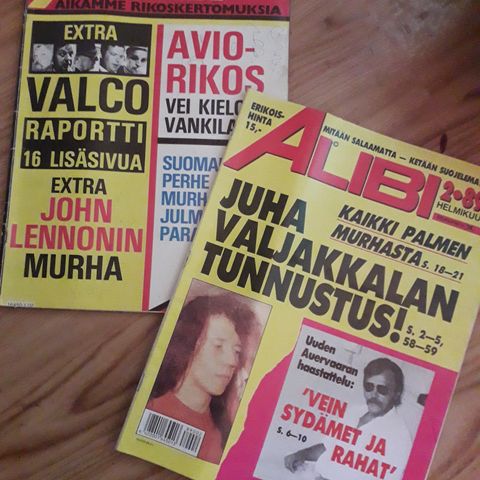 AIKAMME RIKOSKERTOMUKSIA
EXTRA
VALCO
RAPORTTI
16 LISÄSIVUA
EXTRA
JOHN
LENNONIN
MURHA
AVIO-
RIKOS
VEI KIELO
VANKILA
SUOMA
PERHE
MURH
JULM
PARA
ERIKOIS-
HINTA
15,-
MITÄÄN SALAAMATTA — KETÄÄN SUOJELEMA
ALIBI
2•89
HELMIKUU
KAIKKI PALMEN
MURHASTA s. 18—21
JUHA
VALJAKKALAN
TUNNUSTUS!
s. 2—5,
58—59
Uuden
Auervaaran
haastattelu:
'VEIN
SYDÄMET JA
RAHAT'
s. 6—10